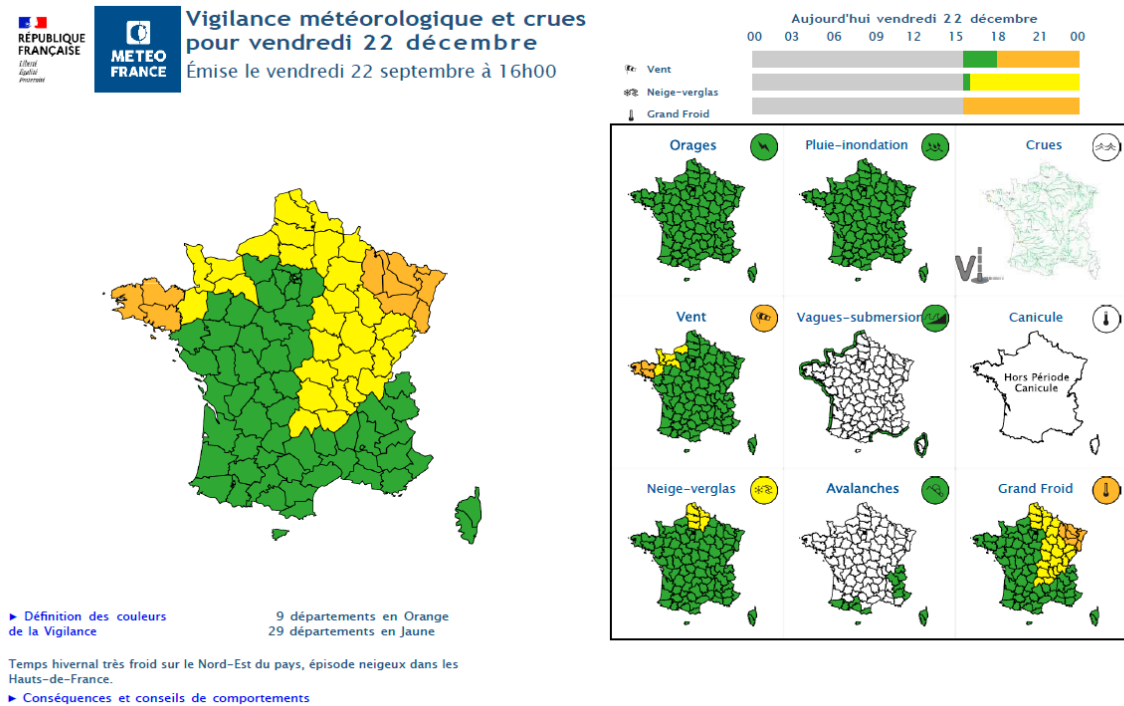 RÉPUBLIQUE
FRANÇAISE
Liberté
Égalité
Fraternité
METEO
FRANCE
Vigilance météorologique et crues
pour vendredi 22 décembre
Émise le vendredi 22 septembre à 16h00
Aujourd'hui vendredi 22 décembre
00 03 06 09 12 15 18 21 00
Vent
Neige-verglas
Grand Froid
Orages
Pluie-inondation
Crues
Vi
Vent
Vagues-submersion
Canicule
Hors Période
Canicule
Neige-verglas
Avalanches
Grand Froid
► Définition des couleurs
de la Vigilance
9 départements en Orange
29 départements en Jaune
Temps hivernal très froid sur le Nord-Est du pays, épisode neigeux dans les
Hauts-de-France.
► Conséquences et conseils de comportements